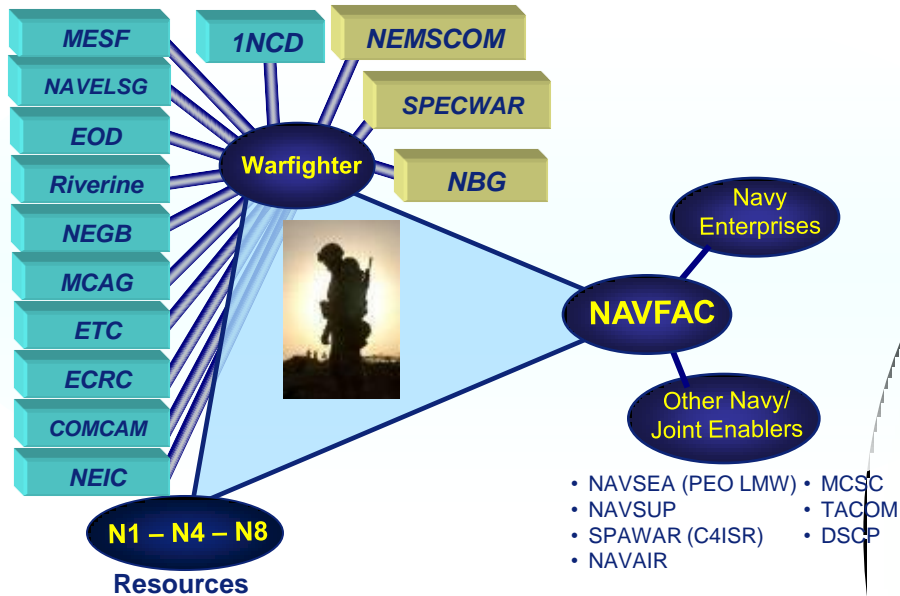 MESF
1NCD
NEMSCOM
NAVELSG
SPECWAR
EOD
Warfighter
Riverine
NBG
NEGB
MCAG
ETC
ECRC
COMCAM
NEIC
Navy
Enterprises
NAVFAC
Other Navy/
Joint Enablers
• NAVSEA (PEO LMW)
• NAVSUP
• SPAWAR (C4ISR)
• NAVAIR
• MCSC
• TACOM
• DSCP
N1 – N4 – N8
Resources